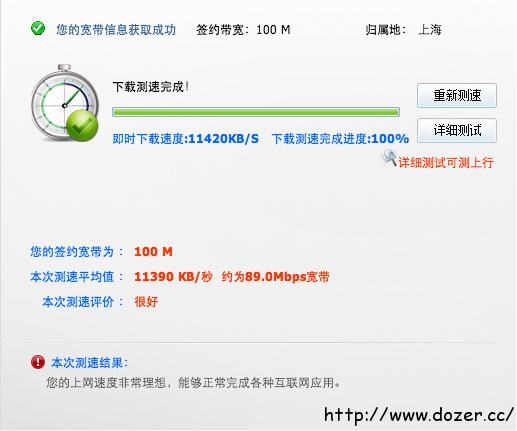 您的宽带信息获取成功 签约带宽：100 M 归属地： 上海
下载测速完成！
重新测速
详细测试
即时下载速度:11420KB/S 下载测速完成进度:100%
详细测试可测上行
您的签约宽带为： 100 M
本次测速平均值： 11390 KB/秒 约为89.0Mbps宽带
本次测速评价： 很好
本次测速结果：
您的上网速度非常理想，能够正常完成各种互联网应用。
http://www.dozer.cc/